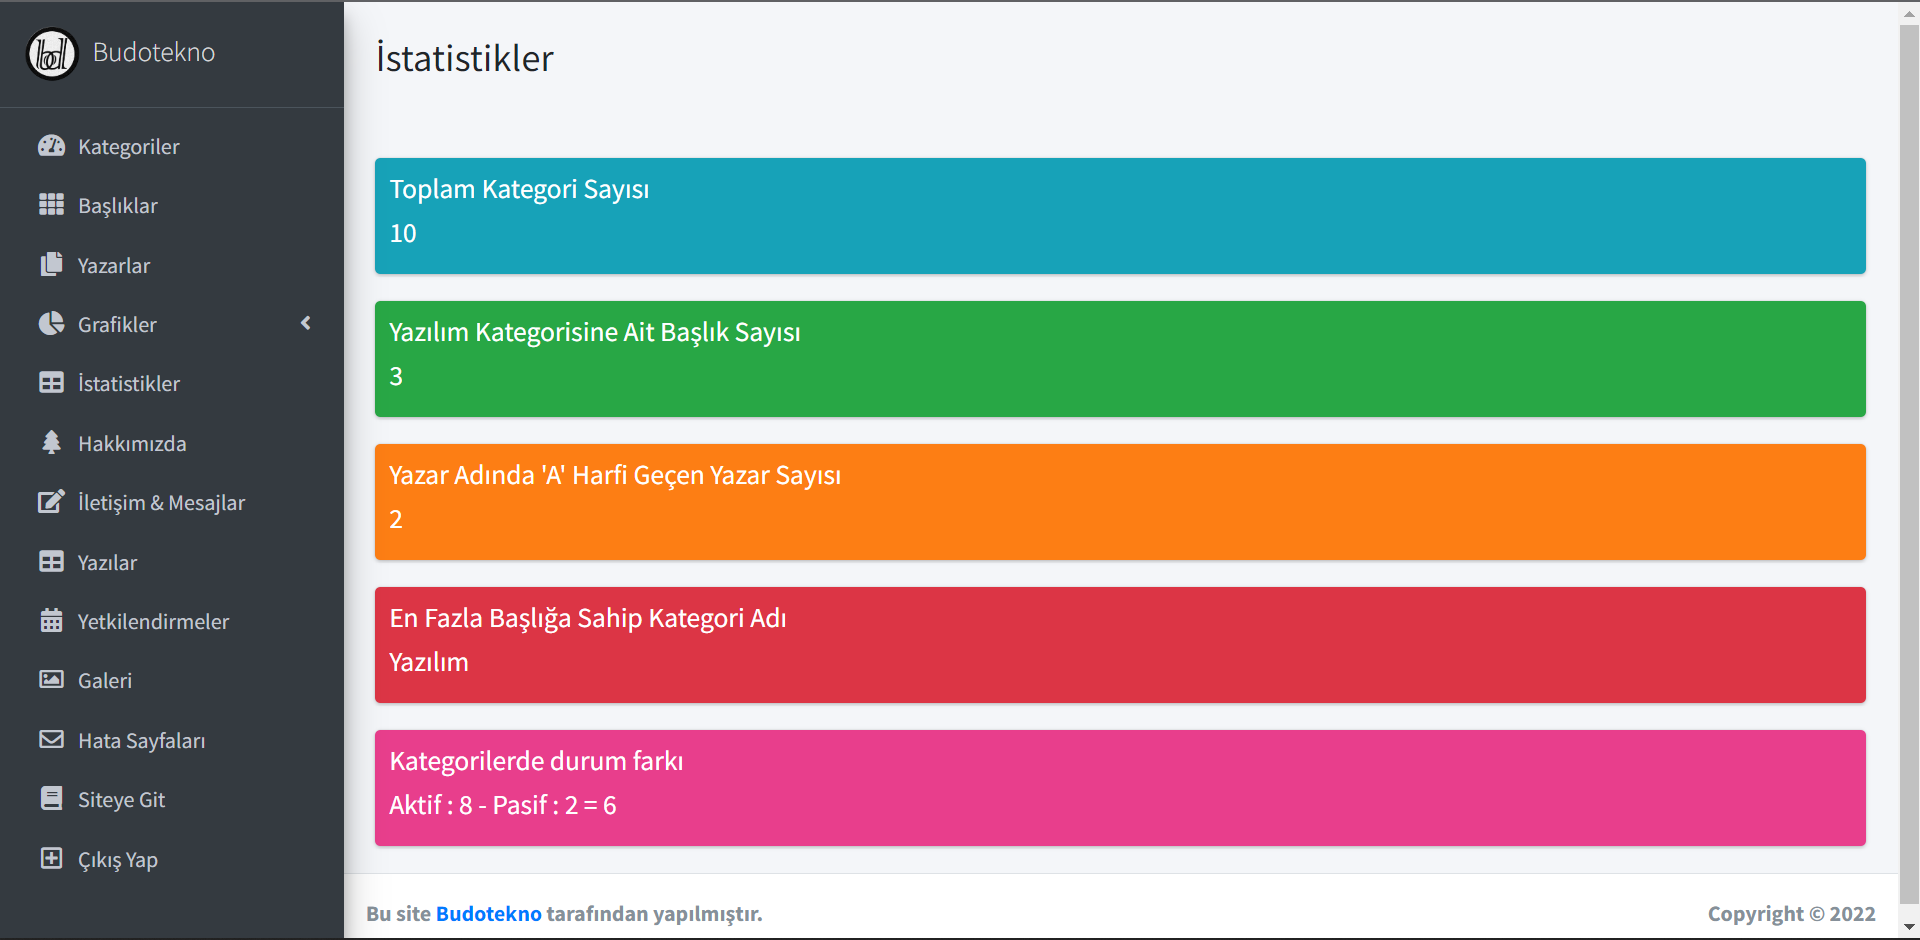 Budotekno
Kategoriler
Başlıklar
Yazarlar
Grafikler
İstatistikler
Hakkımızda
İletişim & Mesajlar
Yazılar
Yetkilendirmeler
Galeri
Hata Sayfaları
Siteye Git
Çıkış Yap
İstatistikler
Toplam Kategori Sayısı
10
Yazılım Kategorisine Ait Başlık Sayısı
3
Yazar Adında 'A' Harfi Geçen Yazar Sayısı
2
En Fazla Başlığa Sahip Kategori Adı
Yazılım
Kategorilerde durum farkı
Aktif : 8 - Pasif : 2 = 6
Bu site Budotekno tarafından yapılmıştır.
Copyright © 2022